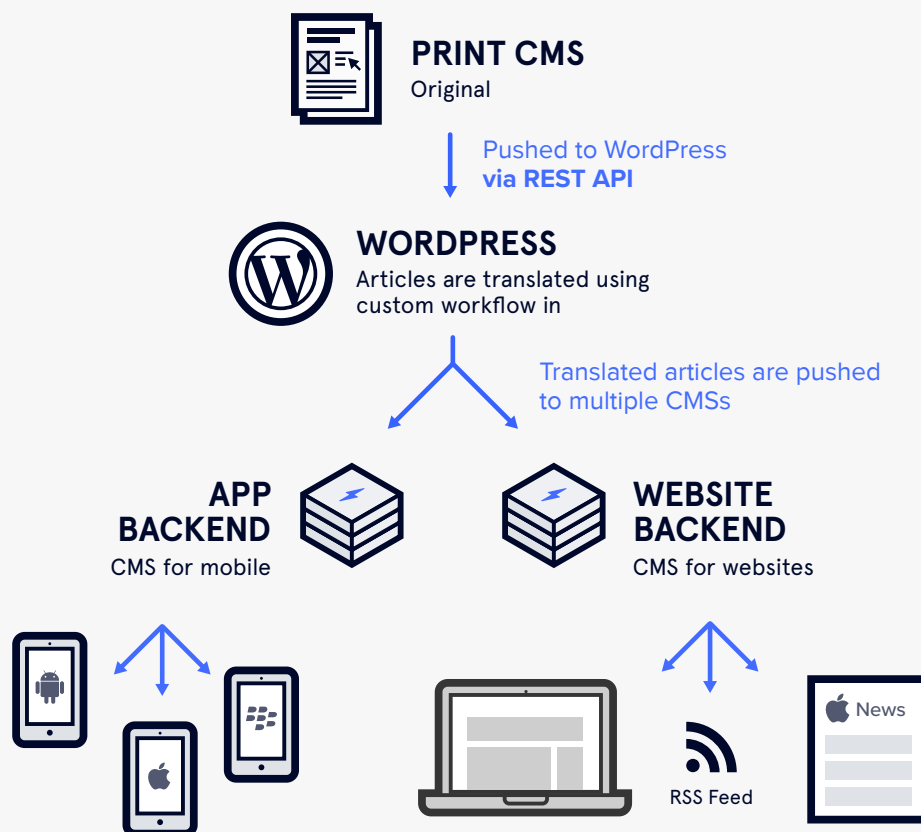 PRINT CMS
Original
Pushed to WordPress
via REST API
WORDPRESS
Articles are translated using
custom workflow in
Translated articles are pushed
to multiple CMSs
APP
BACKEND
CMS for mobile
WEBSITE
BACKEND
CMS for websites
News
RSS Feed